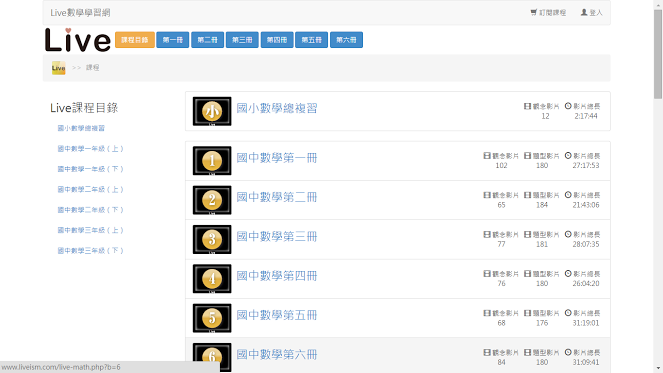 Live數學學習網 訂閱課程 登入
Live 課程目錄 第一冊 第二冊 第三冊 第四冊 第五冊 第六冊
Live >> 課程
Live課程目錄
國小數學總複習
國中數學一年級（上）
國中數學一年級（下）
國中數學二年級（上）
國中數學二年級（下）
國中數學三年級（上）
國中數學三年級（下）
小 國小數學總複習 觀念影片 影片總長
12 2:17:44
1 國中數學第一冊 觀念影片 題型影片 影片總長
102 180 27:17:53
2 國中數學第二冊 觀念影片 題型影片 影片總長
65 184 21:43:06
3 國中數學第三冊 觀念影片 題型影片 影片總長
77 181 28:07:35
4 國中數學第四冊 觀念影片 題型影片 影片總長
76 180 26:04:20
5 國中數學第五冊 觀念影片 題型影片 影片總長
68 176 31:19:01
6 國中數學第六冊 觀念影片 題型影片 影片總長
84 180 31:09:41
www.liveism.com/live-math.php?b=6